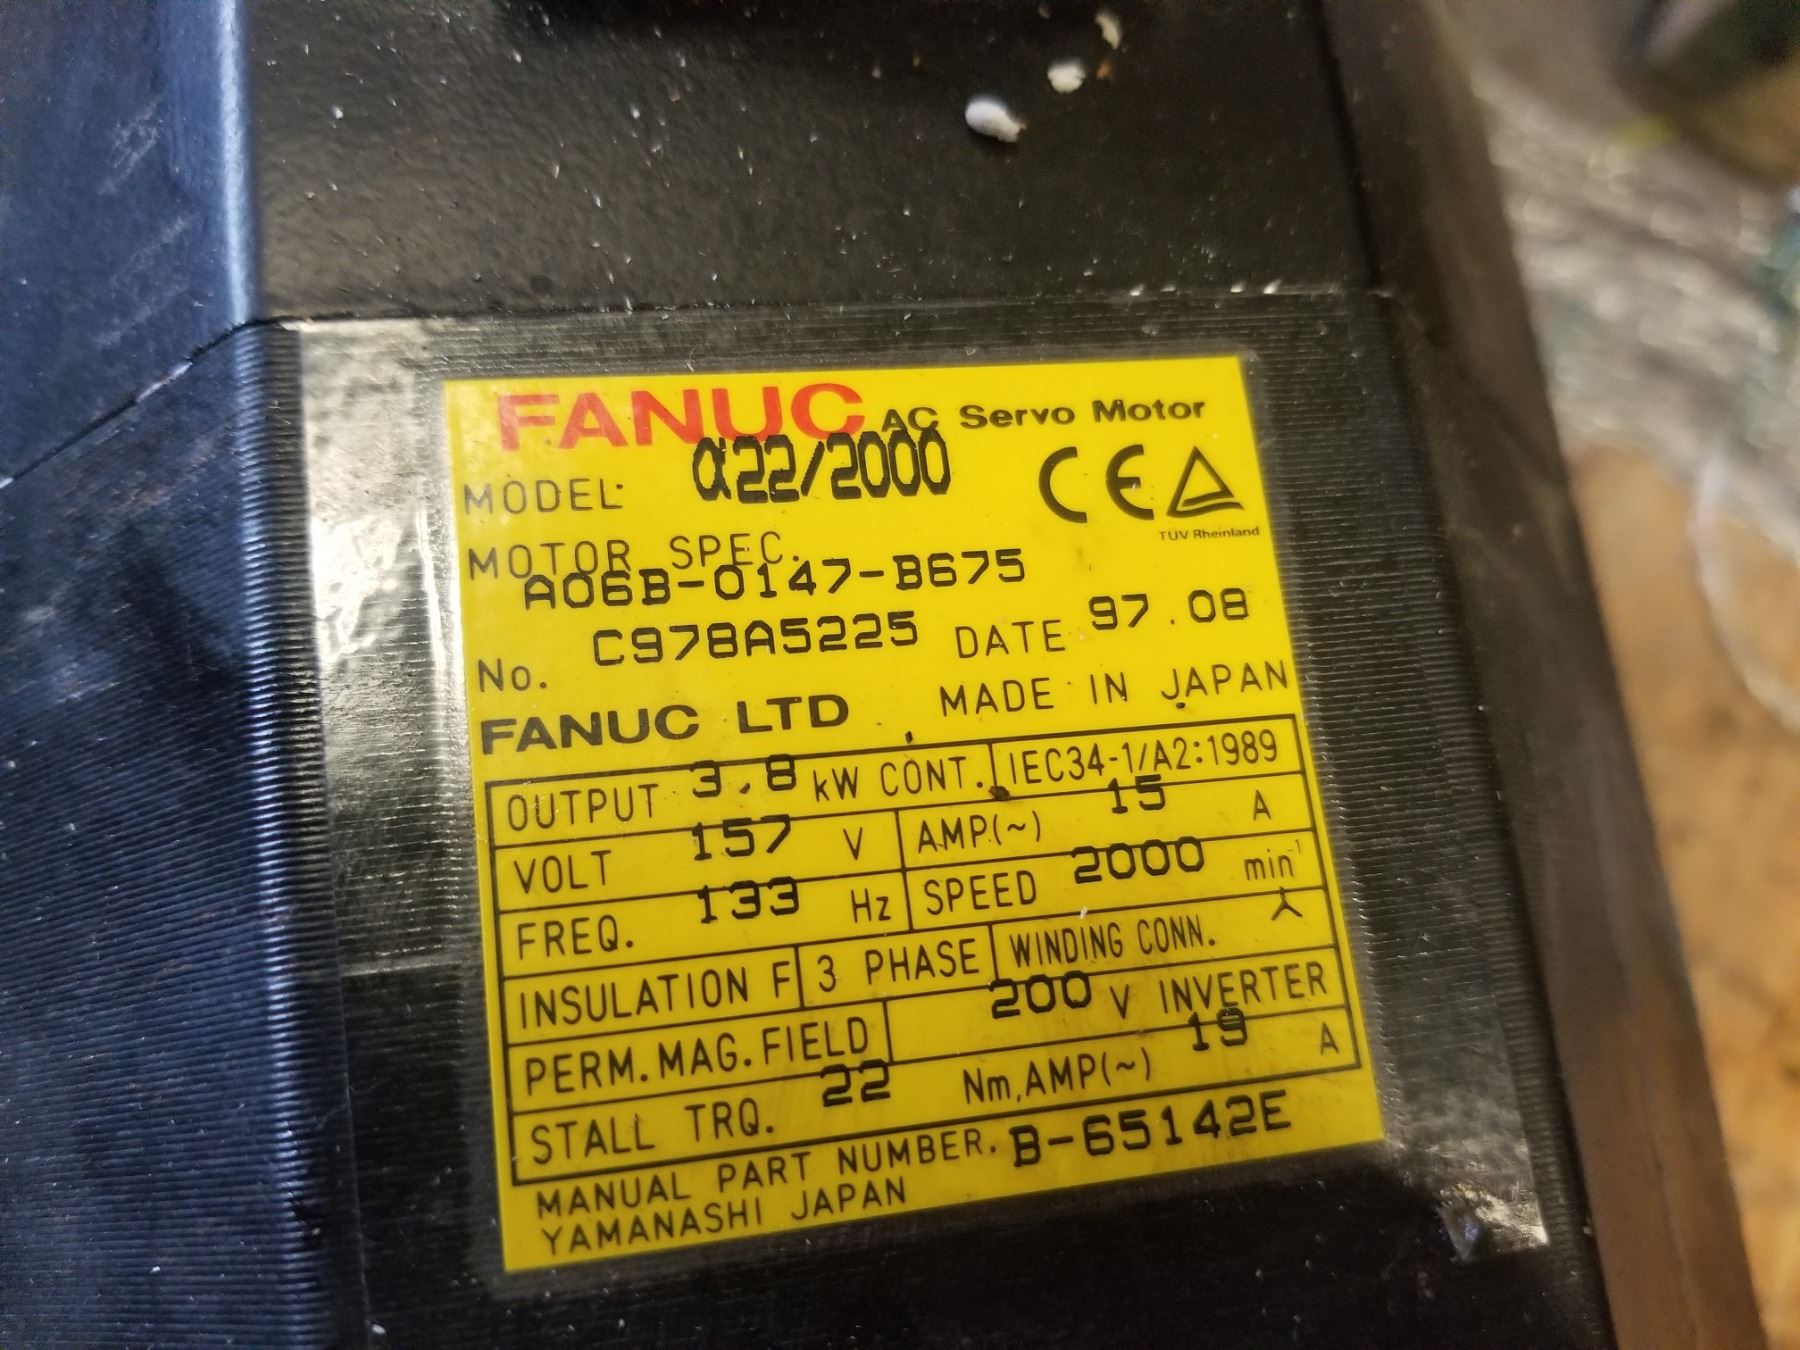 FANUC AC Servo Motor
MODEL α22/2000
CE
TÜV Rheinland
MOTOR SPEC.
A06B-0147-B675
No. C978A5225 DATE 97.08
FANUC LTD MADE IN JAPAN
OUTPUT 3.8 kW CONT. IEC34-1/A2:1989
VOLT 157 V AMP(~) 15 A
FREQ. 133 Hz SPEED 2000 min⁻¹
INSULATION F 3 PHASE WINDING CONN. ⅄
PERM.MAG.FIELD 200 V INVERTER
STALL TRQ. 22 Nm,AMP(~) 19 A
MANUAL PART NUMBER. B-65142E
YAMANASHI JAPAN